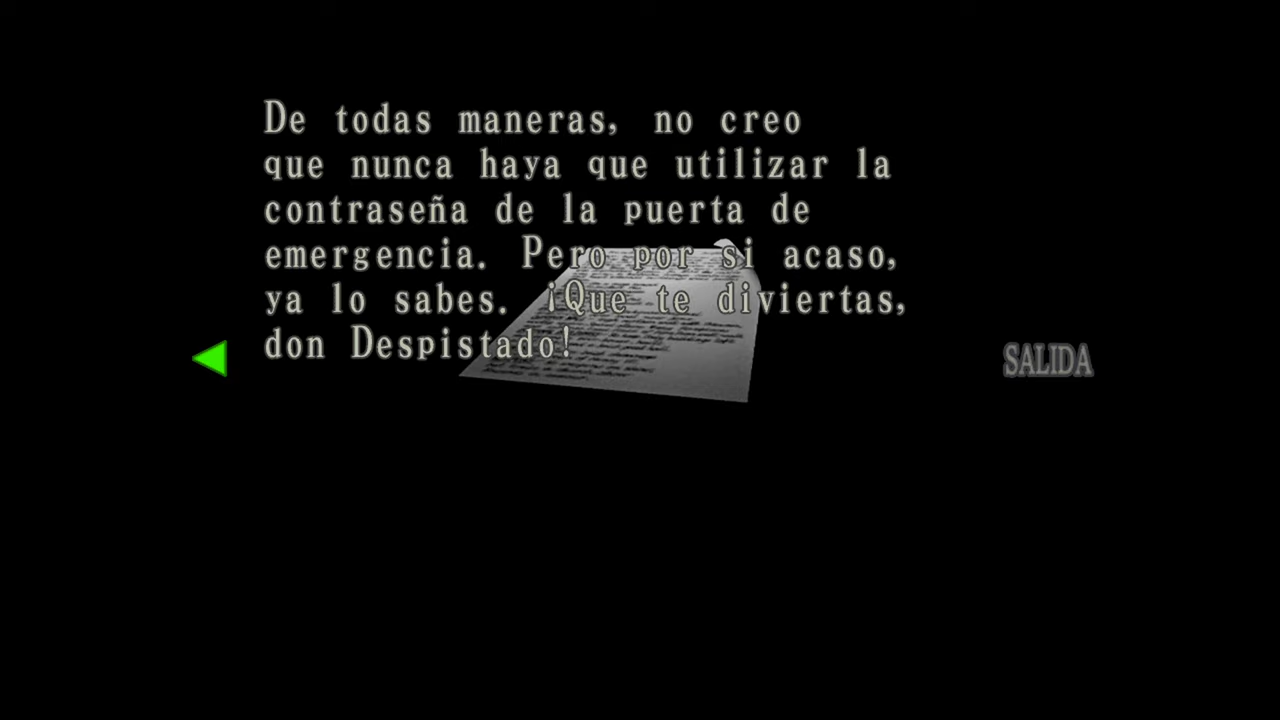 De todas maneras, no creo
que nunca haya que utilizar la
contraseña de la puerta de
emergencia. Pero por si acaso,
ya lo sabes. ¡Que te diviertas,
don Despistado!
SALIDA